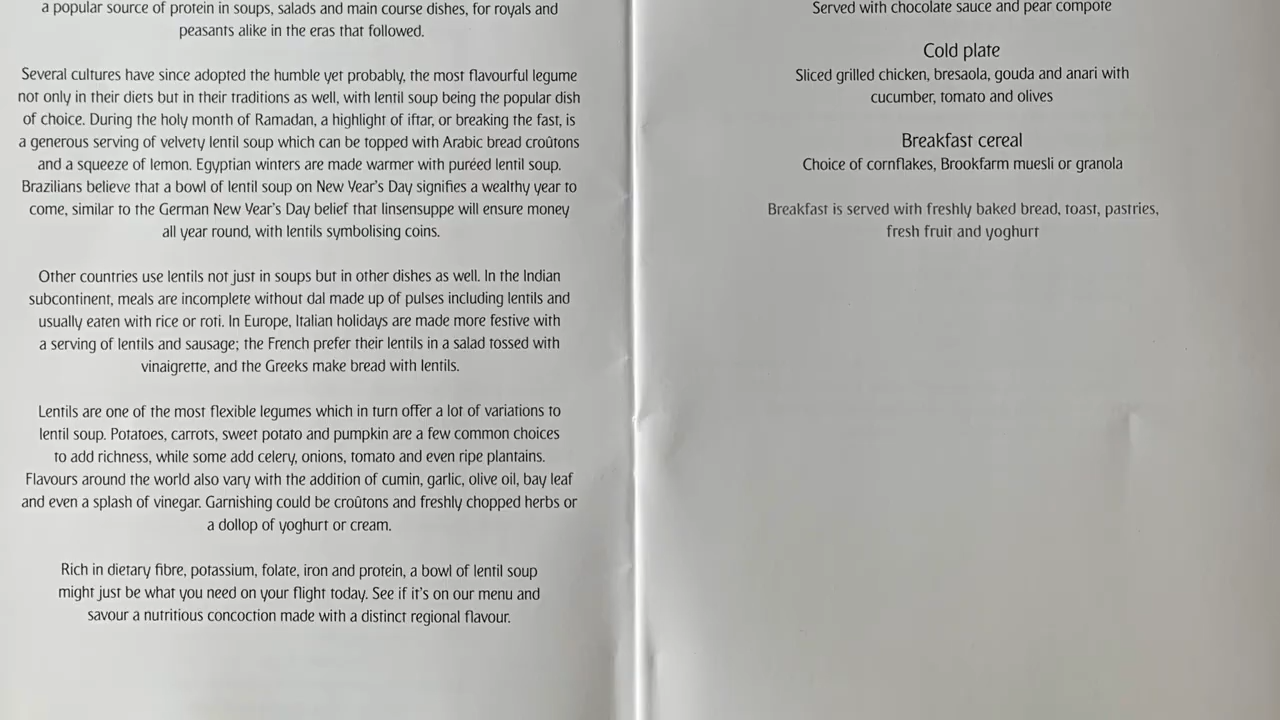 a popular source of protein in soups, salads and main course dishes, for royals and
peasants alike in the eras that followed.
Several cultures have since adopted the humble yet probably, the most flavourful legume
not only in their diets but in their traditions as well, with lentil soup being the popular dish
of choice. During the holy month of Ramadan, a highlight of iftar, or breaking the fast, is
a generous serving of velvety lentil soup which can be topped with Arabic bread croûtons
and a squeeze of lemon. Egyptian winters are made warmer with puréed lentil soup.
Brazilians believe that a bowl of lentil soup on New Year's Day signifies a wealthy year to
come, similar to the German New Year's Day belief that linsensuppe will ensure money
all year round, with lentils symbolising coins.
Other countries use lentils not just in soups but in other dishes as well. In the Indian
subcontinent, meals are incomplete without dal made up of pulses including lentils and
usually eaten with rice or roti. In Europe, Italian holidays are made more festive with
a serving of lentils and sausage; the French prefer their lentils in a salad tossed with
vinaigrette, and the Greeks make bread with lentils.
Lentils are one of the most flexible legumes which in turn offer a lot of variations to
lentil soup. Potatoes, carrots, sweet potato and pumpkin are a few common choices
to add richness, while some add celery, onions, tomato and even ripe plantains.
Flavours around the world also vary with the addition of cumin, garlic, olive oil, bay leaf
and even a splash of vinegar. Garnishing could be croûtons and freshly chopped herbs or
a dollop of yoghurt or cream.
Rich in dietary fibre, potassium, folate, iron and protein, a bowl of lentil soup
might just be what you need on your flight today. See if it's on our menu and
savour a nutritious concoction made with a distinct regional flavour.
Served with chocolate sauce and pear compote
Cold plate
Sliced grilled chicken, bresaola, gouda and anari with
cucumber, tomato and olives
Breakfast cereal
Choice of cornflakes, Brookfarm muesli or granola
Breakfast is served with freshly baked bread, toast, pastries,
fresh fruit and yoghurt